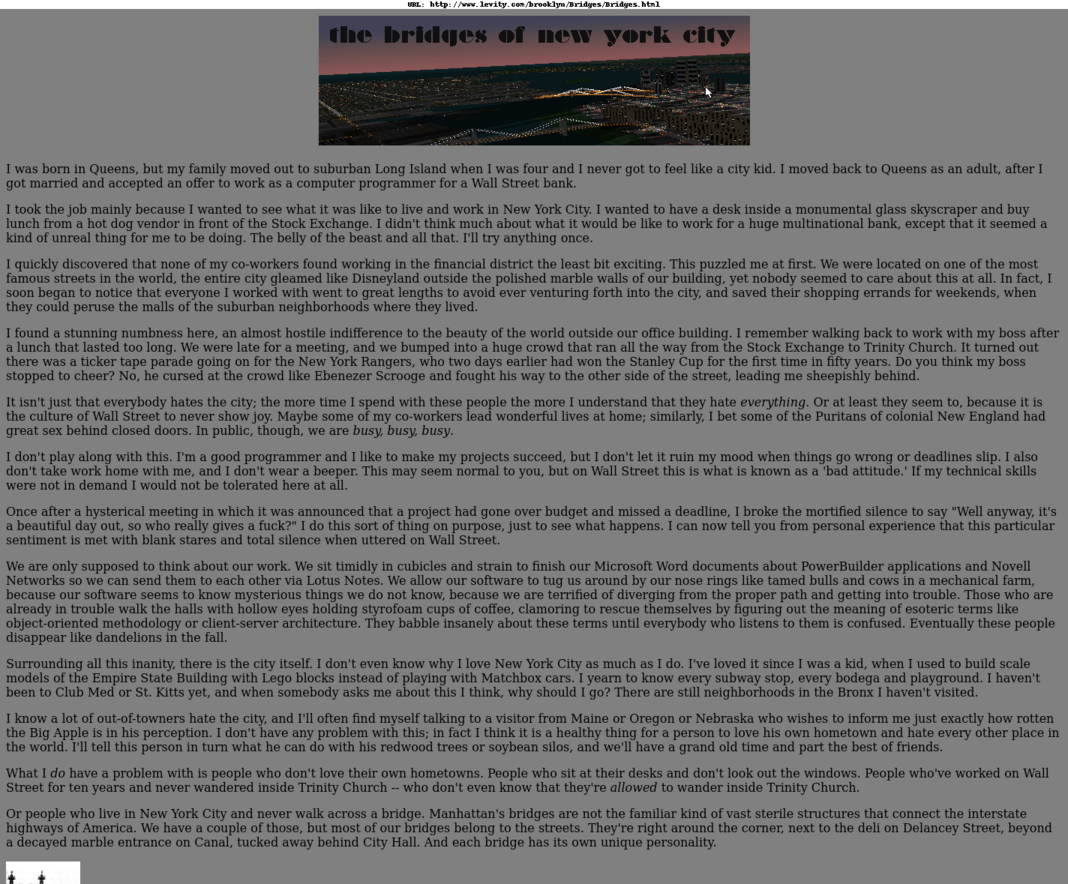 URL: http://www.levity.com/brooklyn/Bridges/Bridges.html
the bridges of new york city
I was born in Queens, but my family moved out to suburban Long Island when I was four and I never got to feel like a city kid. I moved back to Queens as an adult, after I
got married and accepted an offer to work as a computer programmer for a Wall Street bank.
I took the job mainly because I wanted to see what it was like to live and work in New York City. I wanted to have a desk inside a monumental glass skyscraper and buy
lunch from a hot dog vendor in front of the Stock Exchange. I didn't think much about what it would be like to work for a huge multinational bank, except that it seemed a
kind of unreal thing for me to be doing. The belly of the beast and all that. I'll try anything once.
I quickly discovered that none of my co-workers found working in the financial district the least bit exciting. This puzzled me at first. We were located on one of the most
famous streets in the world, the entire city gleamed like Disneyland outside the polished marble walls of our building, yet nobody seemed to care about this at all. In fact, I
soon began to notice that everyone I worked with went to great lengths to avoid ever venturing forth into the city, and saved their shopping errands for weekends, when
they could peruse the malls of the suburban neighborhoods where they lived.
I found a stunning numbness here, an almost hostile indifference to the beauty of the world outside our office building. I remember walking back to work with my boss after
a lunch that lasted too long. We were late for a meeting, and we bumped into a huge crowd that ran all the way from the Stock Exchange to Trinity Church. It turned out
there was a ticker tape parade going on for the New York Rangers, who two days earlier had won the Stanley Cup for the first time in fifty years. Do you think my boss
stopped to cheer? No, he cursed at the crowd like Ebenezer Scrooge and fought his way to the other side of the street, leading me sheepishly behind.
It isn't just that everybody hates the city; the more time I spend with these people the more I understand that they hate everything. Or at least they seem to, because it is
the culture of Wall Street to never show joy. Maybe some of my co-workers lead wonderful lives at home; similarly, I bet some of the Puritans of colonial New England had
great sex behind closed doors. In public, though, we are busy, busy, busy.
I don't play along with this. I'm a good programmer and I like to make my projects succeed, but I don't let it ruin my mood when things go wrong or deadlines slip. I also
don't take work home with me, and I don't wear a beeper. This may seem normal to you, but on Wall Street this is what is known as a 'bad attitude.' If my technical skills
were not in demand I would not be tolerated here at all.
Once after a hysterical meeting in which it was announced that a project had gone over budget and missed a deadline, I broke the mortified silence to say "Well anyway, it's
a beautiful day out, so who really gives a fuck?" I do this sort of thing on purpose, just to see what happens. I can now tell you from personal experience that this particular
sentiment is met with blank stares and total silence when uttered on Wall Street.
We are only supposed to think about our work. We sit timidly in cubicles and strain to finish our Microsoft Word documents about PowerBuilder applications and Novell
Networks so we can send them to each other via Lotus Notes. We allow our software to tug us around by our nose rings like tamed bulls and cows in a mechanical farm,
because our software seems to know mysterious things we do not know, because we are terrified of diverging from the proper path and getting into trouble. Those who are
already in trouble walk the halls with hollow eyes holding styrofoam cups of coffee, clamoring to rescue themselves by figuring out the meaning of esoteric terms like
object-oriented methodology or client-server architecture. They babble insanely about these terms until everybody who listens to them is confused. Eventually these people
disappear like dandelions in the fall.
Surrounding all this inanity, there is the city itself. I don't even know why I love New York City as much as I do. I've loved it since I was a kid, when I used to build scale
models of the Empire State Building with Lego blocks instead of playing with Matchbox cars. I yearn to know every subway stop, every bodega and playground. I haven't
been to Club Med or St. Kitts yet, and when somebody asks me about this I think, why should I go? There are still neighborhoods in the Bronx I haven't visited.
I know a lot of out-of-towners hate the city, and I'll often find myself talking to a visitor from Maine or Oregon or Nebraska who wishes to inform me just exactly how rotten
the Big Apple is in his perception. I don't have any problem with this; in fact I think it is a healthy thing for a person to love his own hometown and hate every other place in
the world. I'll tell this person in turn what he can do with his redwood trees or soybean silos, and we'll have a grand old time and part the best of friends.
What I do have a problem with is people who don't love their own hometowns. People who sit at their desks and don't look out the windows. People who've worked on Wall
Street for ten years and never wandered inside Trinity Church -- who don't even know that they're allowed to wander inside Trinity Church.
Or people who live in New York City and never walk across a bridge. Manhattan's bridges are not the familiar kind of vast sterile structures that connect the interstate
highways of America. We have a couple of those, but most of our bridges belong to the streets. They're right around the corner, next to the deli on Delancey Street, beyond
a decayed marble entrance on Canal, tucked away behind City Hall. And each bridge has its own unique personality.